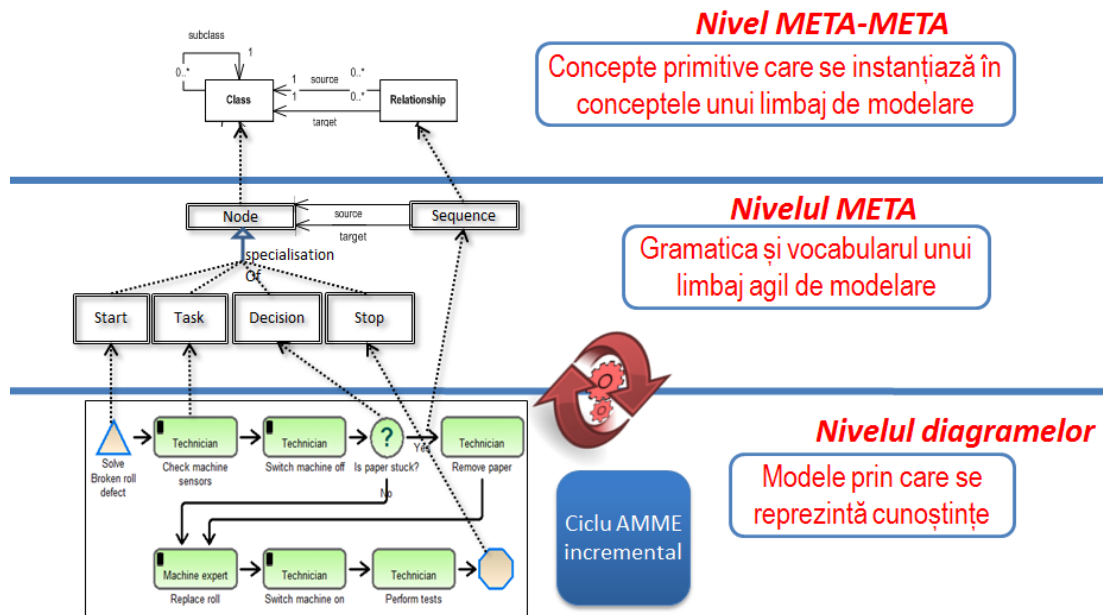 Nivel META-META
subclass
1
0..*
Class
1
source
0..*
1
0..*
target
Relationship
Concepte primitive care se instanțiază în
conceptele unui limbaj de modelare
Nivelul META
Node
source
target
Sequence
specialisation
Of
Gramatica și vocabularul unui
limbaj agil de modelare
Start
Task
Decision
Stop
Nivelul diagramelor
Solve
Broken roll
defect
Technician
Check machine
sensors
Technician
Switch machine off
?
Is paper stuck?
Yes
No
Technician
Remove paper
Modele prin care se
reprezintă cunoștințe
Ciclu AMME
incremental
Machine expert
Replace roll
Technician
Switch machine on
Technician
Perform tests